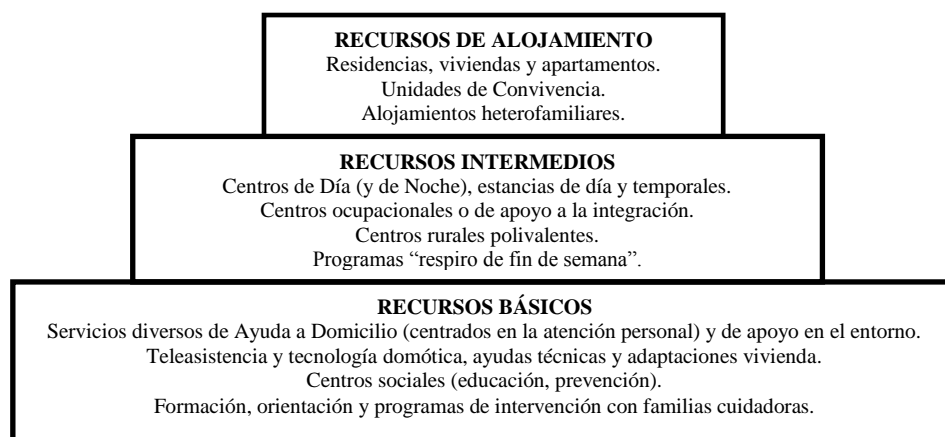 RECURSOS DE ALOJAMIENTO
Residencias, viviendas y apartamentos.
Unidades de Convivencia.
Alojamientos heterofamiliares.
RECURSOS INTERMEDIOS
Centros de Día (y de Noche), estancias de día y temporales.
Centros ocupacionales o de apoyo a la integración.
Centros rurales polivalentes.
Programas “respiro de fin de semana”.
RECURSOS BÁSICOS
Servicios diversos de Ayuda a Domicilio (centrados en la atención personal) y de apoyo en el entorno.
Teleasistencia y tecnología domótica, ayudas técnicas y adaptaciones vivienda.
Centros sociales (educación, prevención).
Formación, orientación y programas de intervención con familias cuidadoras.